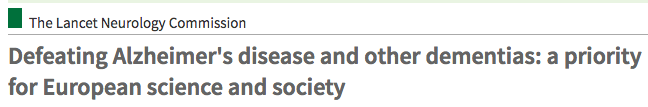 The Lancet Neurology Commission
Defeating Alzheimer's disease and other dementias: a priority
for European science and society